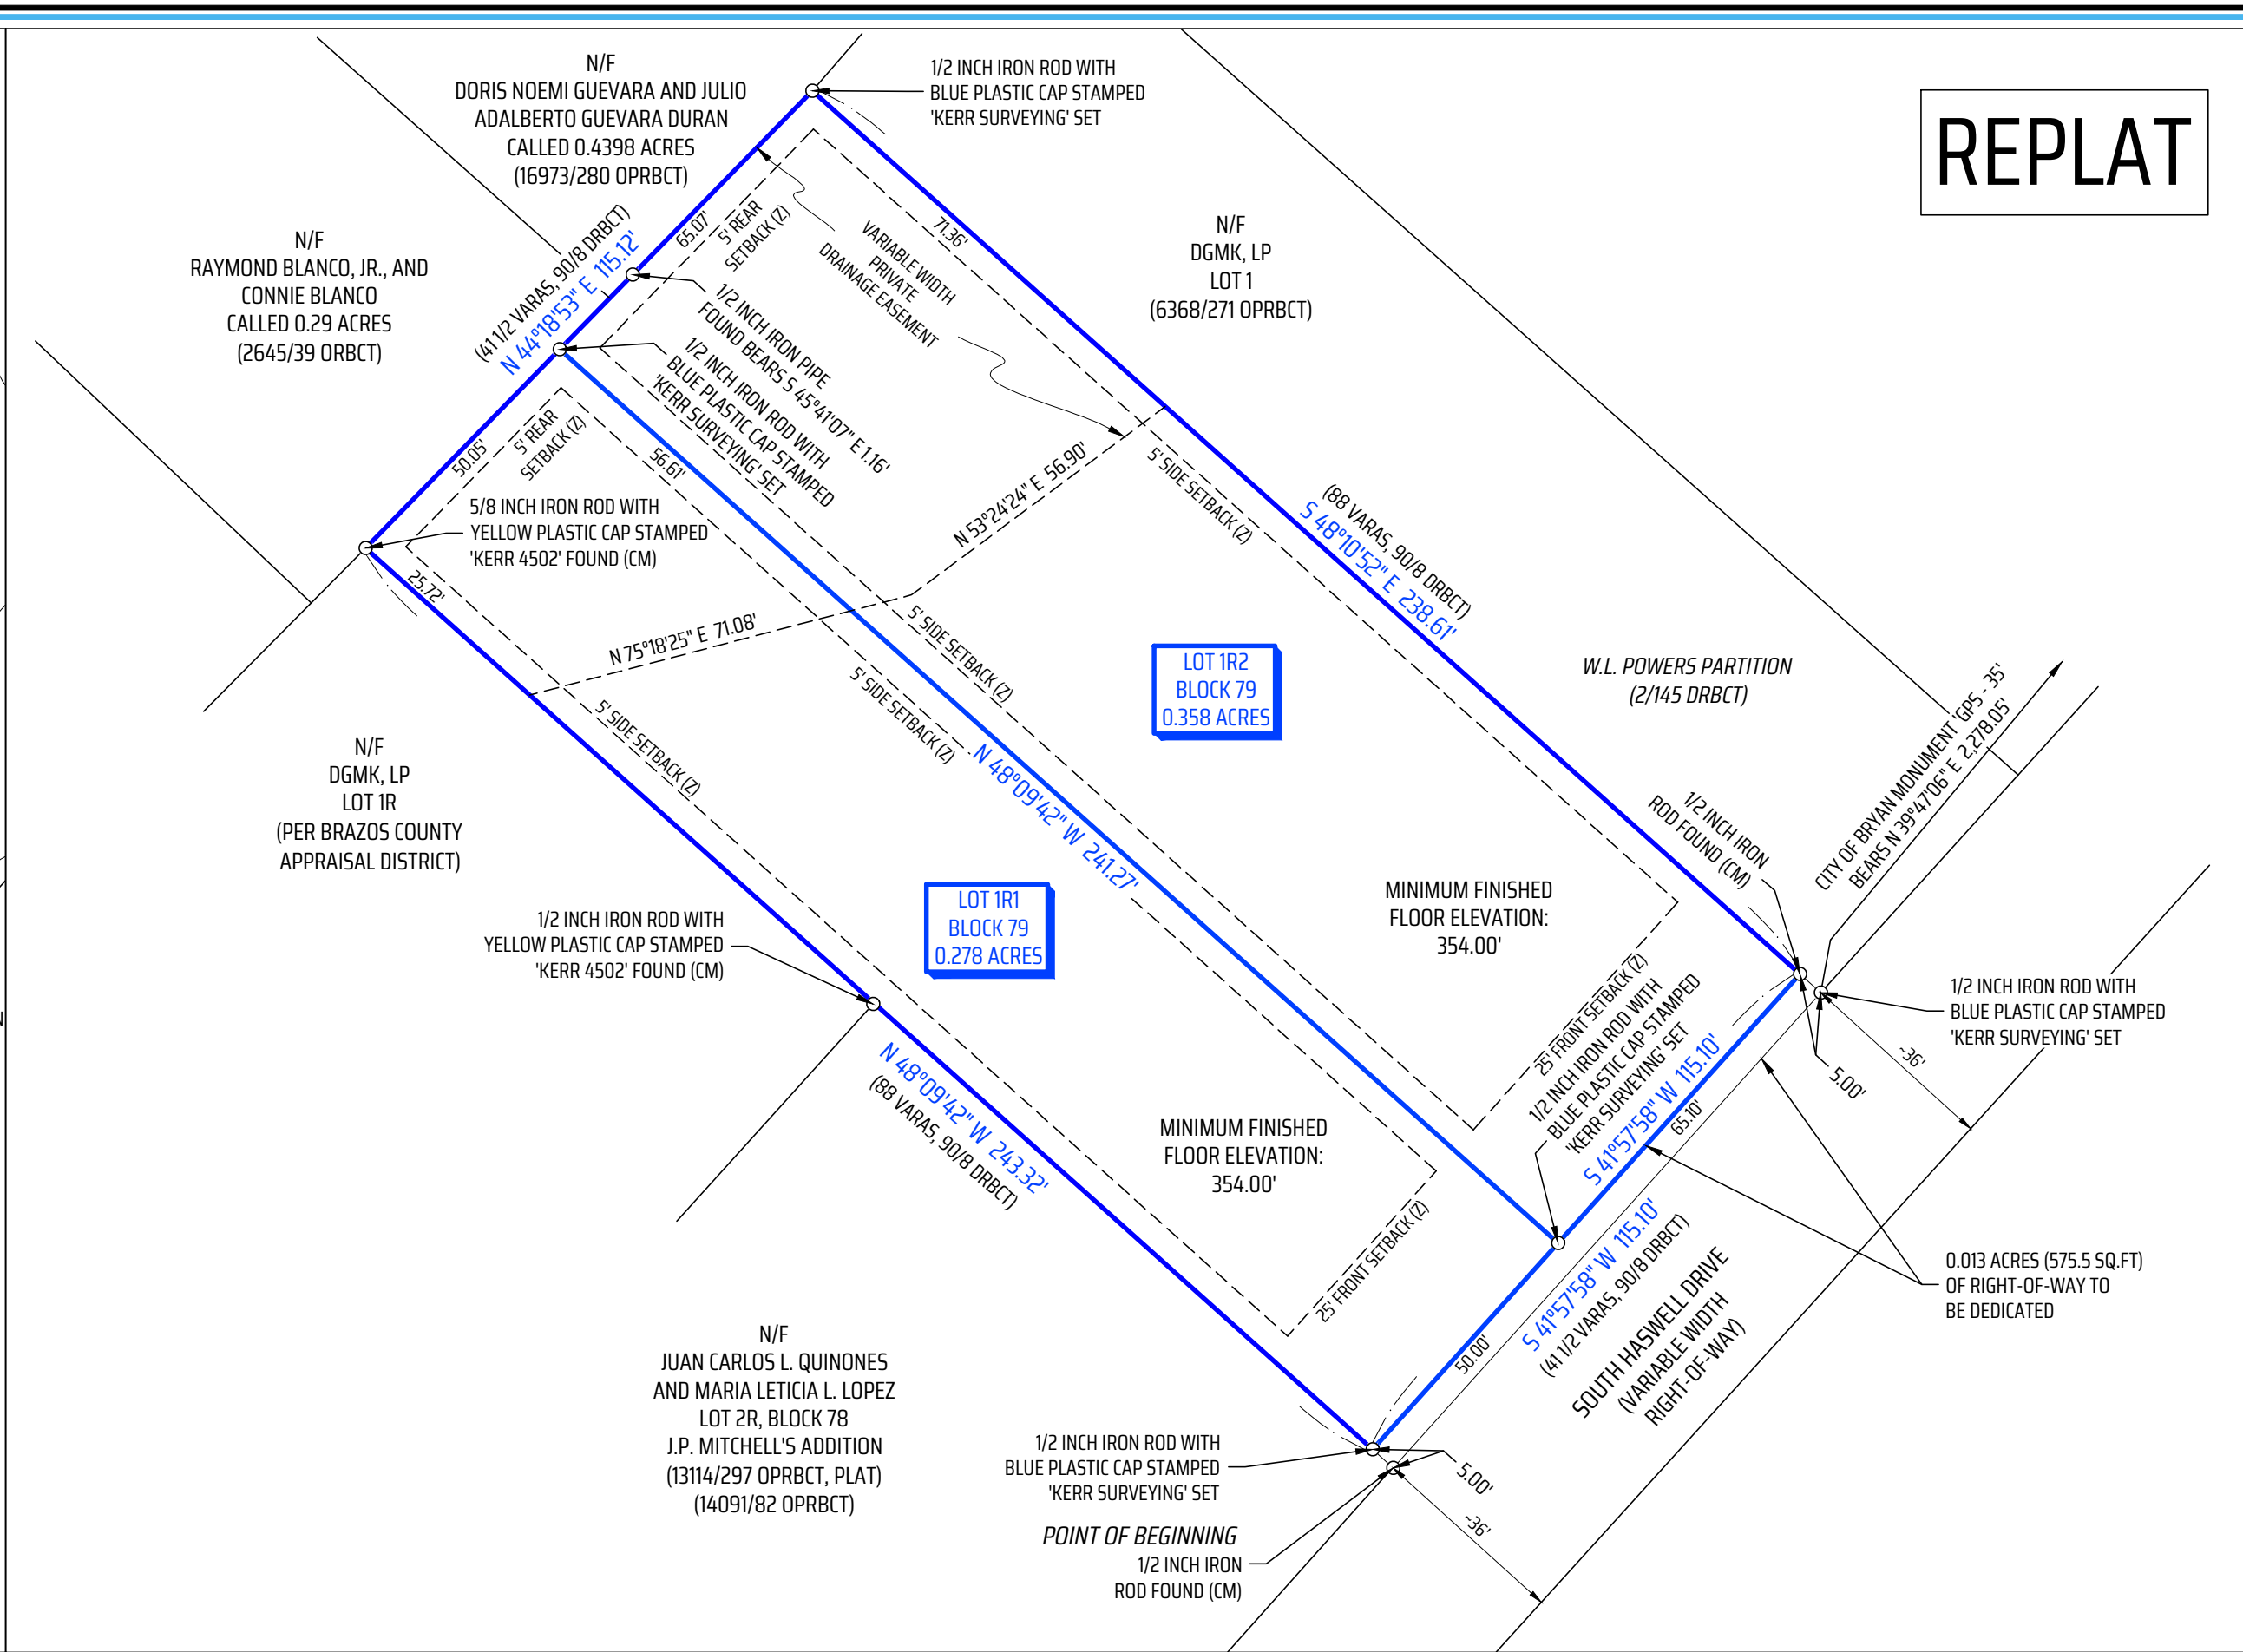 REPLAT
N/F
DORIS NOEMI GUEVARA AND JULIO
ADALBERTO GUEVARA DURAN
CALLED 0.4398 ACRES
(16973/280 OPRBCT)
1/2 INCH IRON ROD WITH
BLUE PLASTIC CAP STAMPED
'KERR SURVEYING' SET
N/F
RAYMOND BLANCO, JR., AND
CONNIE BLANCO
CALLED 0.29 ACRES
(2645/39 ORBCT)
(41 1/2 VARAS, 90/8 DRBCT)
N 44°18'53" E 115.12'
65.07'
5' REAR
SETBACK (Z)
VARIABLE WIDTH
PRIVATE
DRAINAGE EASEMENT
71.36'
N/F
DGMK, LP
LOT 1
(6368/271 OPRBCT)
1/2 INCH IRON PIPE
FOUND BEARS S 45°41'07" E 1.16'
1/2 INCH IRON ROD WITH
BLUE PLASTIC CAP STAMPED
'KERR SURVEYING' SET
50.05'
5' REAR
SETBACK (Z)
56.61'
5/8 INCH IRON ROD WITH
YELLOW PLASTIC CAP STAMPED
'KERR 4502' FOUND (CM)
25.72'
N 53°24'24" E 56.90'
5' SIDE SETBACK (Z)
(88 VARAS, 90/8 DRBCT)
S 48°10'52" E 238.61'
N 75°18'25" E 71.08'
5' SIDE SETBACK (Z)
5' SIDE SETBACK (Z)
5' SIDE SETBACK (Z)
LOT 1R2
BLOCK 79
0.358 ACRES
W.L. POWERS PARTITION
(2/145 DRBCT)
CITY OF BRYAN MONUMENT 'GPS - 35'
BEARS N 39°47'06" E 2,278.05'
N/F
DGMK, LP
LOT 1R
(PER BRAZOS COUNTY
APPRAISAL DISTRICT)
N 48°09'42" W 241.27'
1/2 INCH IRON
ROD FOUND (CM)
LOT 1R1
BLOCK 79
0.278 ACRES
MINIMUM FINISHED
FLOOR ELEVATION:
354.00'
1/2 INCH IRON ROD WITH
YELLOW PLASTIC CAP STAMPED
'KERR 4502' FOUND (CM)
25' FRONT SETBACK (Z)
1/2 INCH IRON ROD WITH
BLUE PLASTIC CAP STAMPED
'KERR SURVEYING' SET
1/2 INCH IRON ROD WITH
BLUE PLASTIC CAP STAMPED
'KERR SURVEYING' SET
~36'
5.00'
N 48°09'42" W 243.32'
(88 VARAS, 90/8 DRBCT)
MINIMUM FINISHED
FLOOR ELEVATION:
354.00'
S 41°57'58" W 115.10'
65.10'
25' FRONT SETBACK (Z)
S 41°57'58" W 115.10'
(41 1/2 VARAS, 90/8 DRBCT)
50.00'
SOUTH HASWELL DRIVE
(VARIABLE WIDTH
RIGHT-OF-WAY)
0.013 ACRES (575.5 SQ.FT)
OF RIGHT-OF-WAY TO
BE DEDICATED
N/F
JUAN CARLOS L. QUINONES
AND MARIA LETICIA L. LOPEZ
LOT 2R, BLOCK 78
J.P. MITCHELL'S ADDITION
(13114/297 OPRBCT, PLAT)
(14091/82 OPRBCT)
1/2 INCH IRON ROD WITH
BLUE PLASTIC CAP STAMPED
'KERR SURVEYING' SET
5.00'
~36'
POINT OF BEGINNING
1/2 INCH IRON
ROD FOUND (CM)